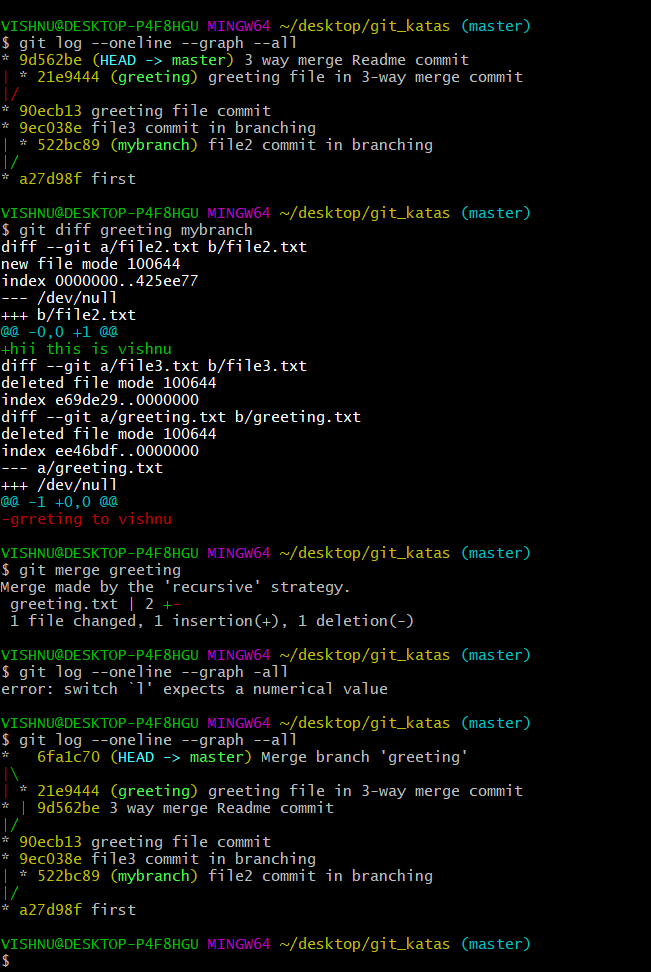 VISHNU@DESKTOP-P4F8HGU MINGW64 ~/desktop/git_katas (master)
$ git log --oneline --graph --all
* 9d562be (HEAD -> master) 3 way merge Readme commit
| * 21e9444 (greeting) greeting file in 3-way merge commit
|/
* 90ecb13 greeting file commit
* 9ec038e file3 commit in branching
| * 522bc89 (mybranch) file2 commit in branching
|/
* a27d98f first
VISHNU@DESKTOP-P4F8HGU MINGW64 ~/desktop/git_katas (master)
$ git diff greeting mybranch
diff --git a/file2.txt b/file2.txt
new file mode 100644
index 0000000..425ee77
--- /dev/null
+++ b/file2.txt
@@ -0,0 +1 @@
+hii this is vishnu
diff --git a/file3.txt b/file3.txt
deleted file mode 100644
index e69de29..0000000
diff --git a/greeting.txt b/greeting.txt
deleted file mode 100644
index ee46bdf..0000000
--- a/greeting.txt
+++ /dev/null
@@ -1 +0,0 @@
-grreting to vishnu
VISHNU@DESKTOP-P4F8HGU MINGW64 ~/desktop/git_katas (master)
$ git merge greeting
Merge made by the 'recursive' strategy.
 greeting.txt | 2 +-
 1 file changed, 1 insertion(+), 1 deletion(-)
VISHNU@DESKTOP-P4F8HGU MINGW64 ~/desktop/git_katas (master)
$ git log --oneline --graph -all
error: switch `l' expects a numerical value
VISHNU@DESKTOP-P4F8HGU MINGW64 ~/desktop/git_katas (master)
$ git log --oneline --graph --all
*   6fa1c70 (HEAD -> master) Merge branch 'greeting'
|\
| * 21e9444 (greeting) greeting file in 3-way merge commit
* | 9d562be 3 way merge Readme commit
|/
* 90ecb13 greeting file commit
* 9ec038e file3 commit in branching
| * 522bc89 (mybranch) file2 commit in branching
|/
* a27d98f first
VISHNU@DESKTOP-P4F8HGU MINGW64 ~/desktop/git_katas (master)
$